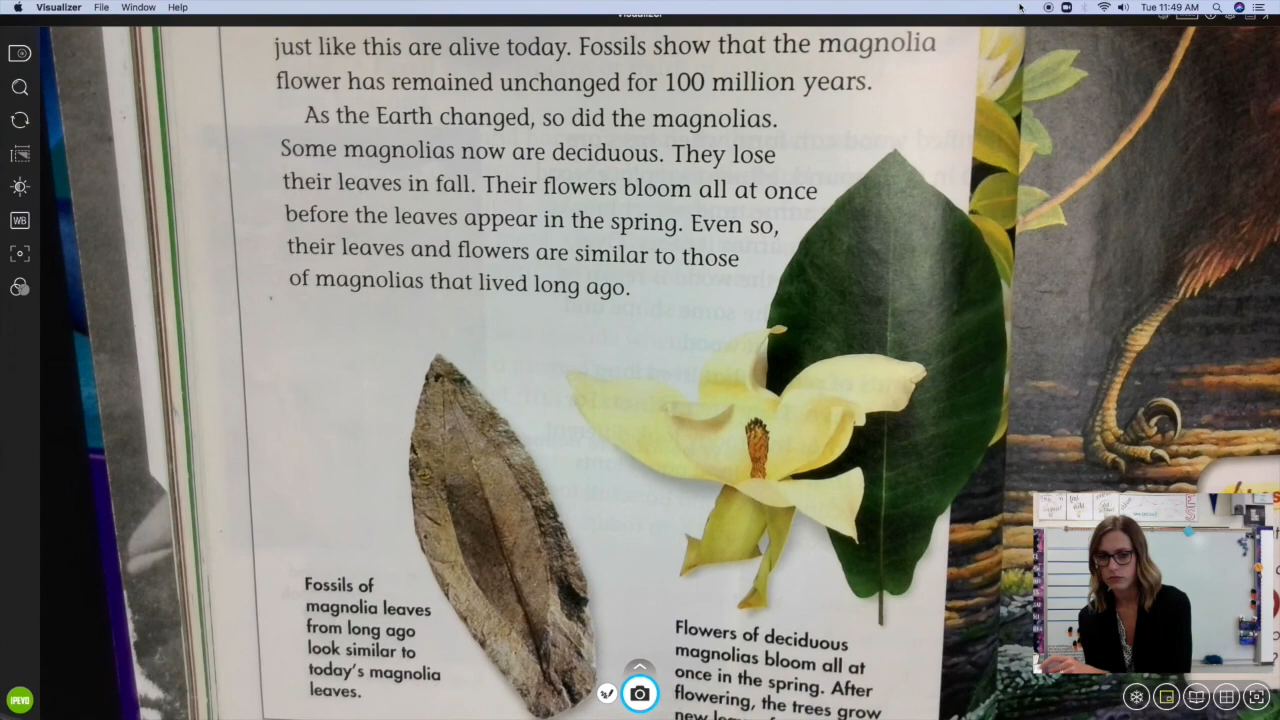 Visualizer File Edit Window Help
Tue 11:49 AM
Visualizer
just like this are alive today. Fossils show that the magnolia
flower has remained unchanged for 100 million years.
As the Earth changed, so did the magnolias.
Some magnolias now are deciduous. They lose
their leaves in fall. Their flowers bloom all at once
before the leaves appear in the spring. Even so,
their leaves and flowers are similar to those
of magnolias that lived long ago.
WB
Fossils of
magnolia leaves
from long ago
look similar to
today's magnolia
leaves.
Flowers of deciduous
magnolias bloom all at
once in the spring. After
flowering, the trees grow
IPEVO